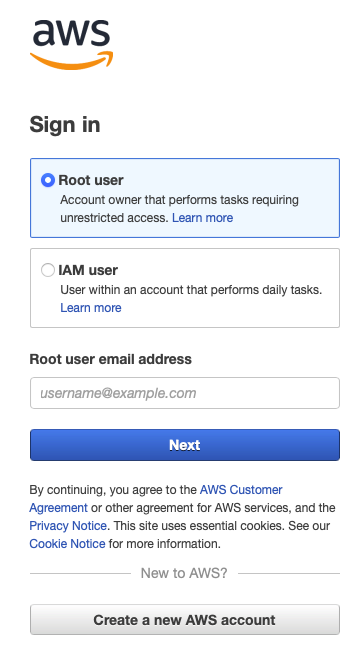 aws
Sign in
Root user
Account owner that performs tasks requiring
unrestricted access. Learn more
IAM user
User within an account that performs daily tasks.
Learn more
Root user email address
username@example.com
Next
By continuing, you agree to the AWS Customer
Agreement or other agreement for AWS services, and the
Privacy Notice. This site uses essential cookies. See our
Cookie Notice for more information.
New to AWS?
Create a new AWS account